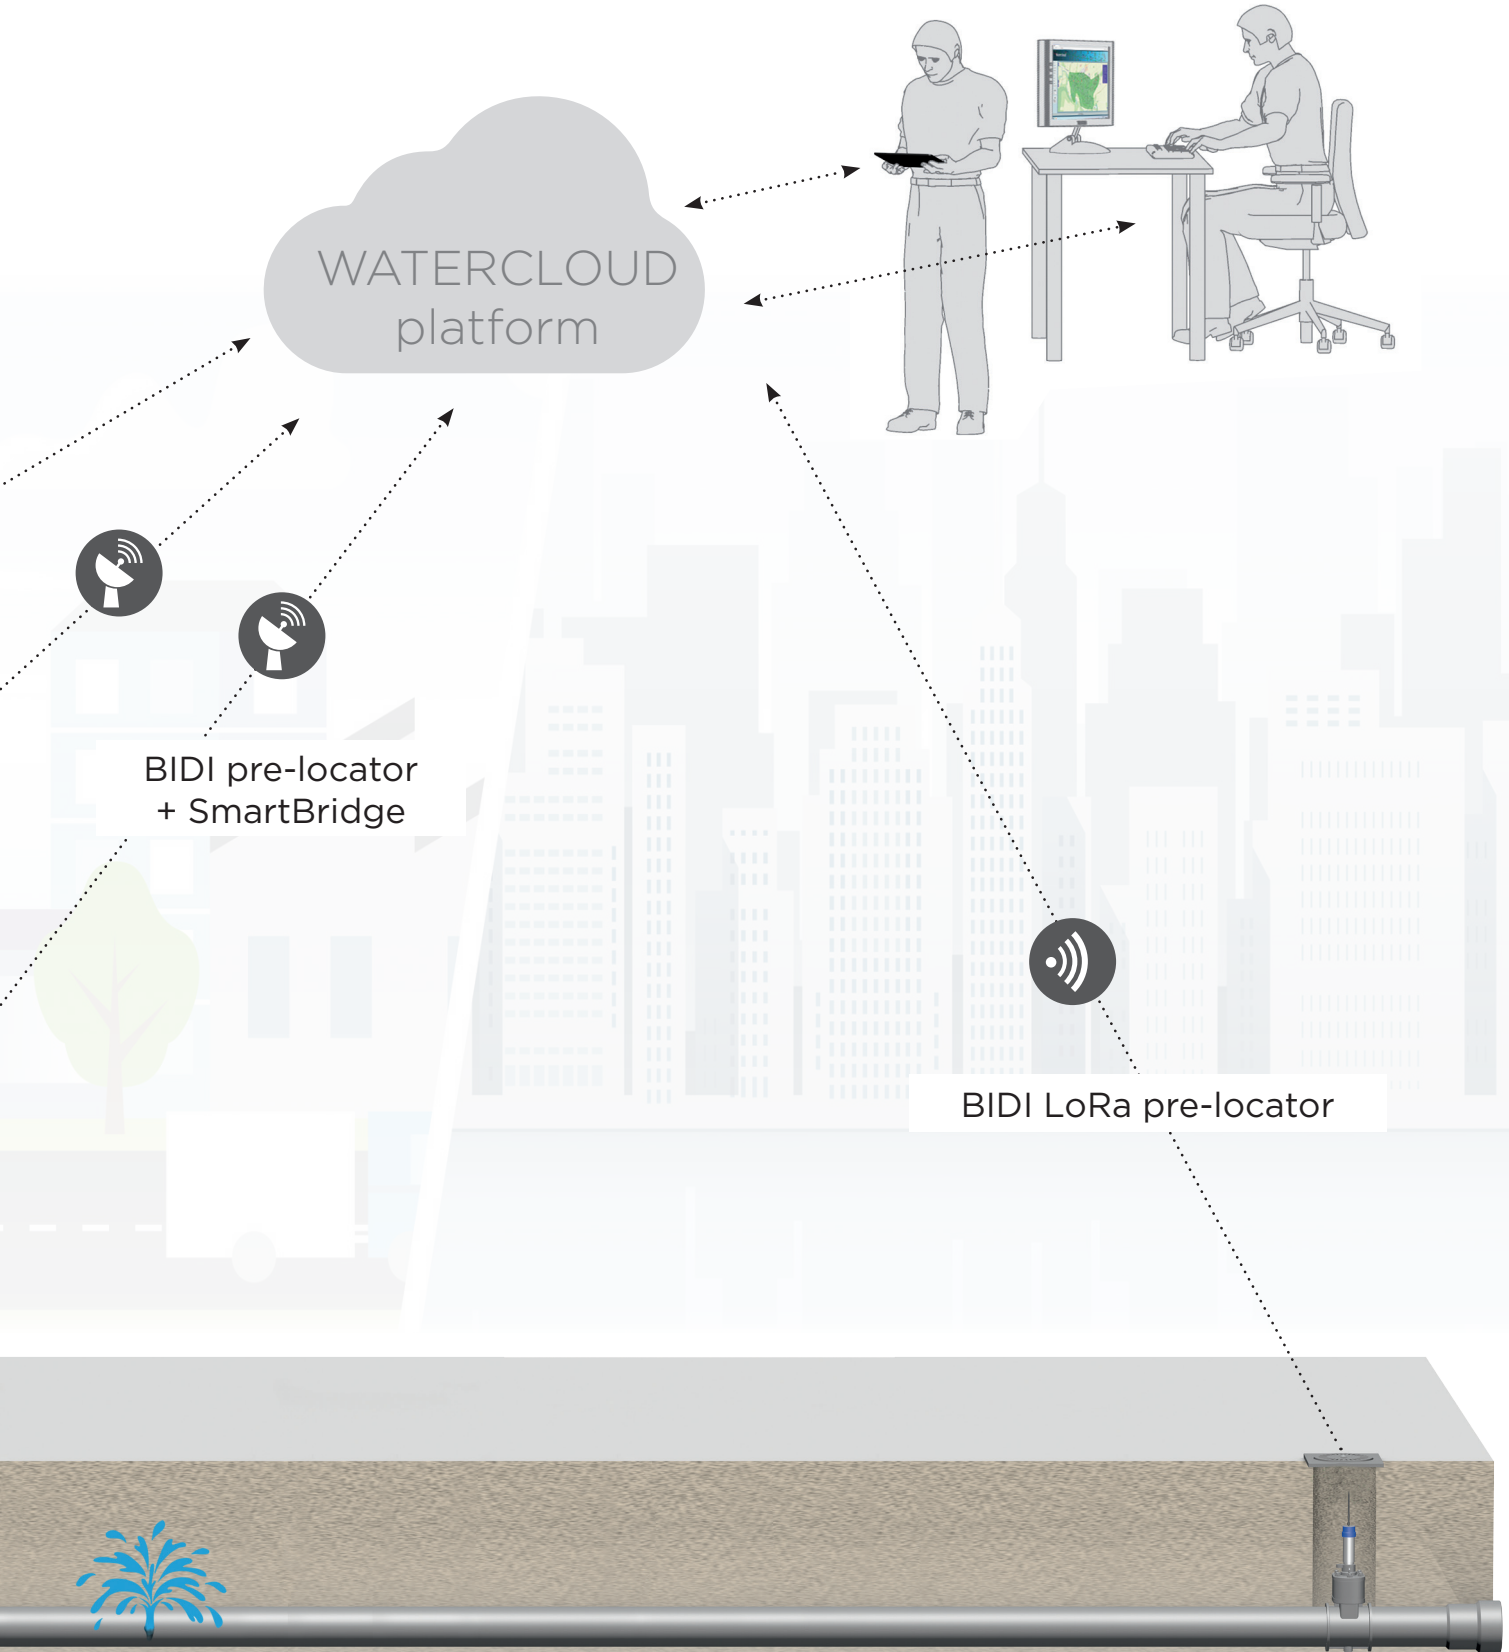 WATERCLOUD
platform
BIDI pre-locator
+ SmartBridge
BIDI LoRa pre-locator